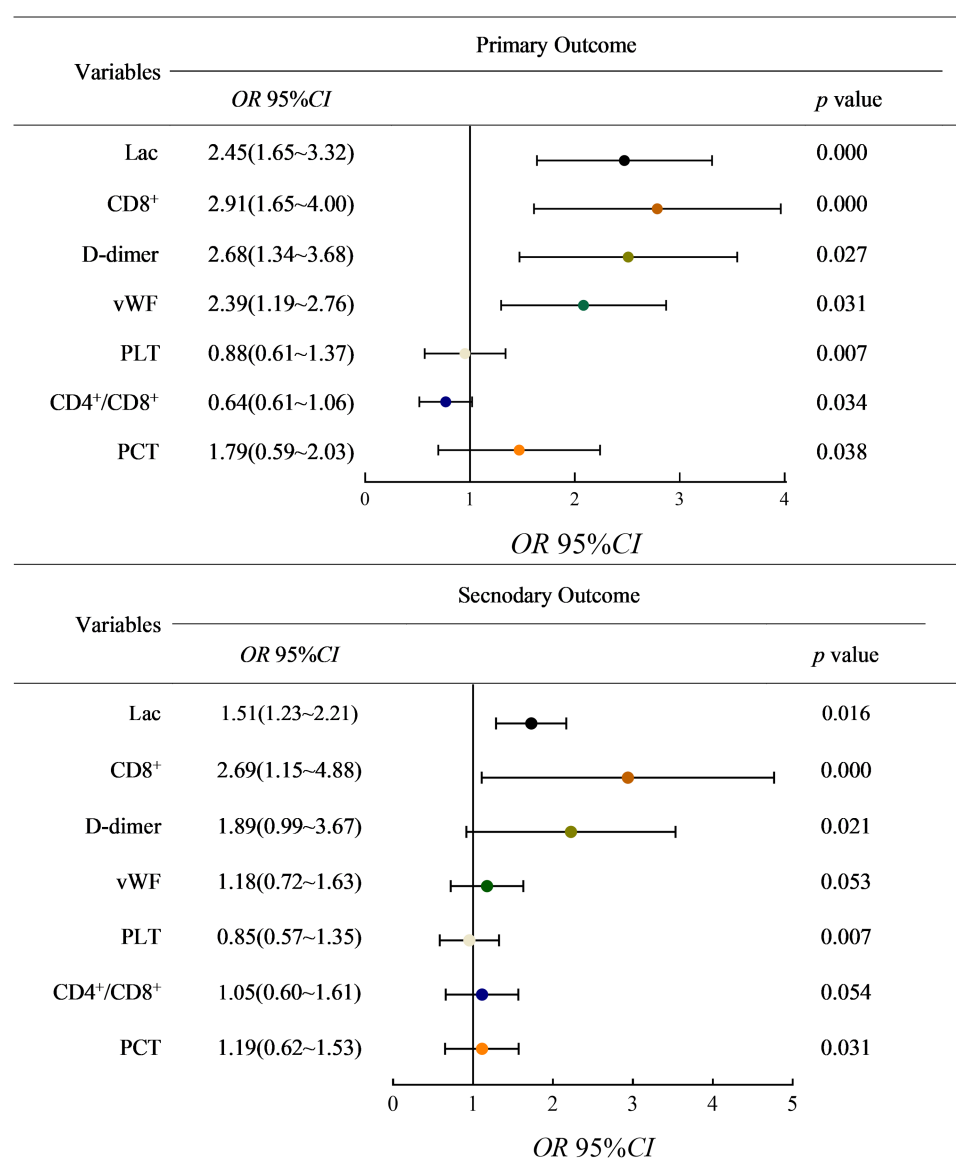 Primary Outcome
Variables
OR 95%CI p value
Lac 2.45(1.65~3.32) 0.000
CD8⁺ 2.91(1.65~4.00) 0.000
D-dimer 2.68(1.34~3.68) 0.027
vWF 2.39(1.19~2.76) 0.031
PLT 0.88(0.61~1.37) 0.007
CD4⁺/CD8⁺ 0.64(0.61~1.06) 0.034
PCT 1.79(0.59~2.03) 0.038
0 1 2 3 4
OR 95%CI
Secnodary Outcome
Variables
OR 95%CI p value
Lac 1.51(1.23~2.21) 0.016
CD8⁺ 2.69(1.15~4.88) 0.000
D-dimer 1.89(0.99~3.67) 0.021
vWF 1.18(0.72~1.63) 0.053
PLT 0.85(0.57~1.35) 0.007
CD4⁺/CD8⁺ 1.05(0.60~1.61) 0.054
PCT 1.19(0.62~1.53) 0.031
0 1 2 3 4 5
OR 95%CI